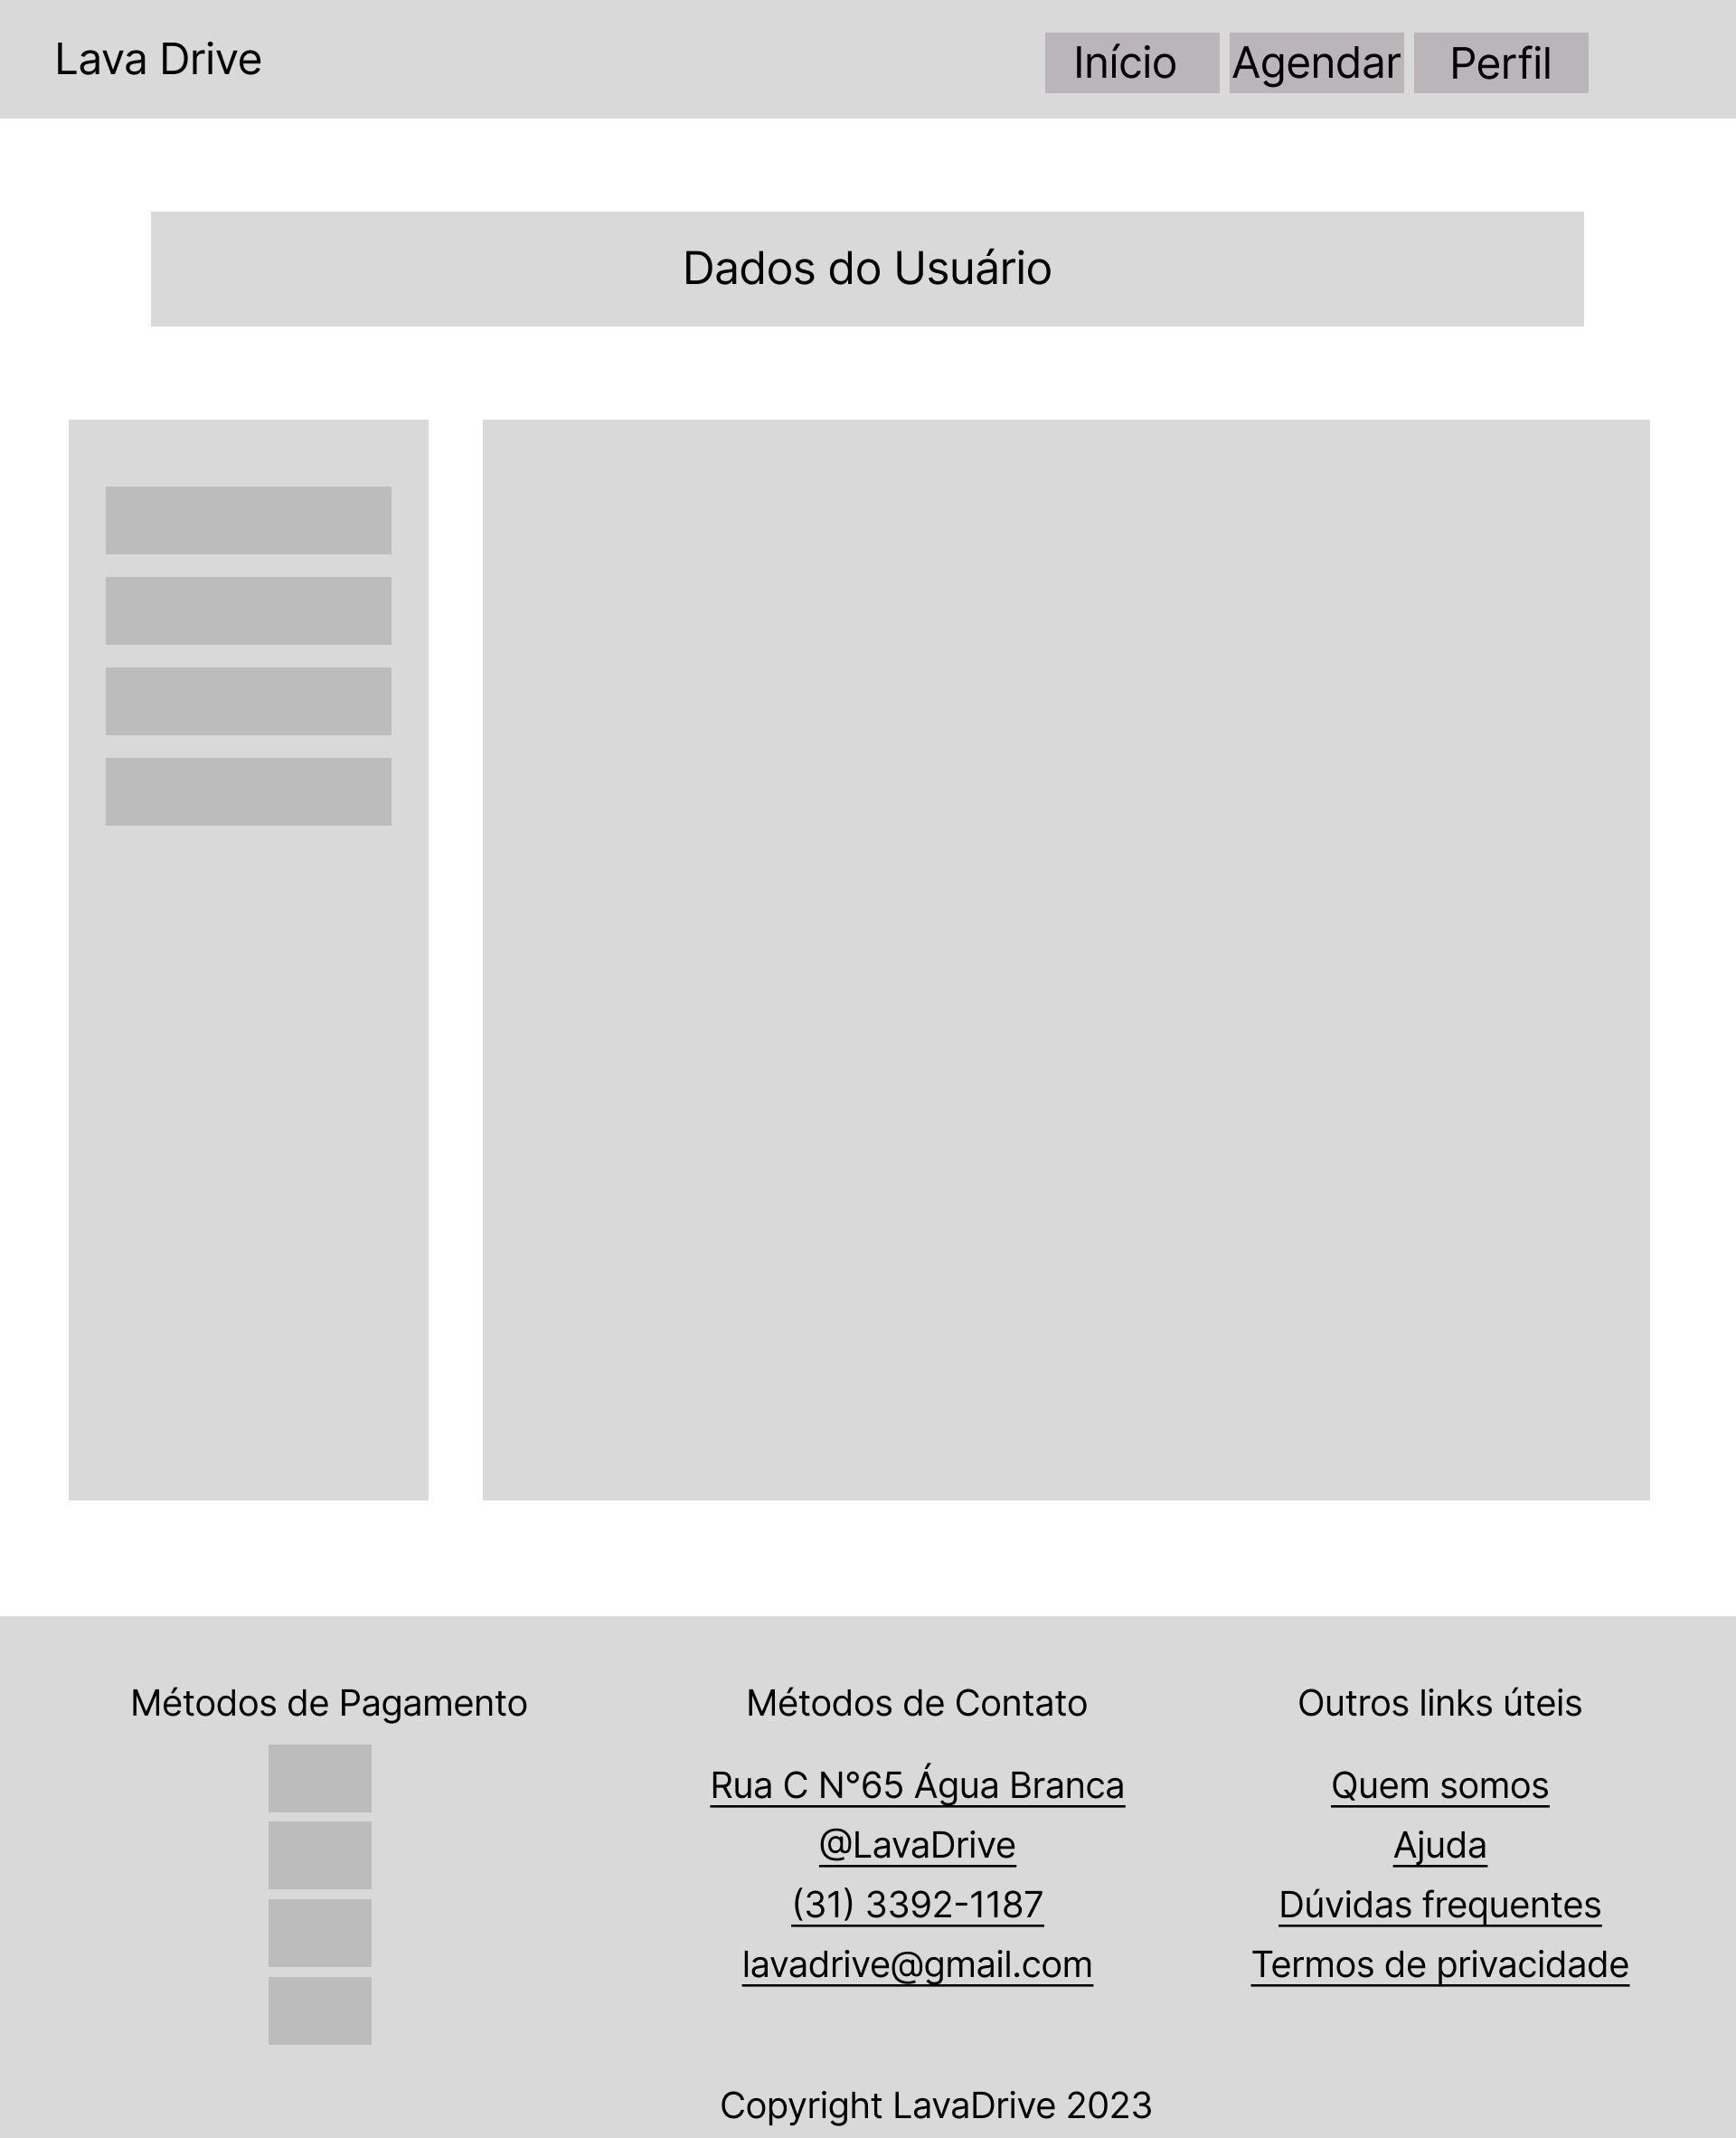 Lava Drive
Início
Agendar
Perfil
Dados do Usuário
Métodos de Pagamento
Métodos de Contato
Rua C N°65 Água Branca
@LavaDrive
(31) 3392-1187
lavadrive@gmail.com
Outros links úteis
Quem somos
Ajuda
Dúvidas frequentes
Termos de privacidade
Copyright LavaDrive 2023